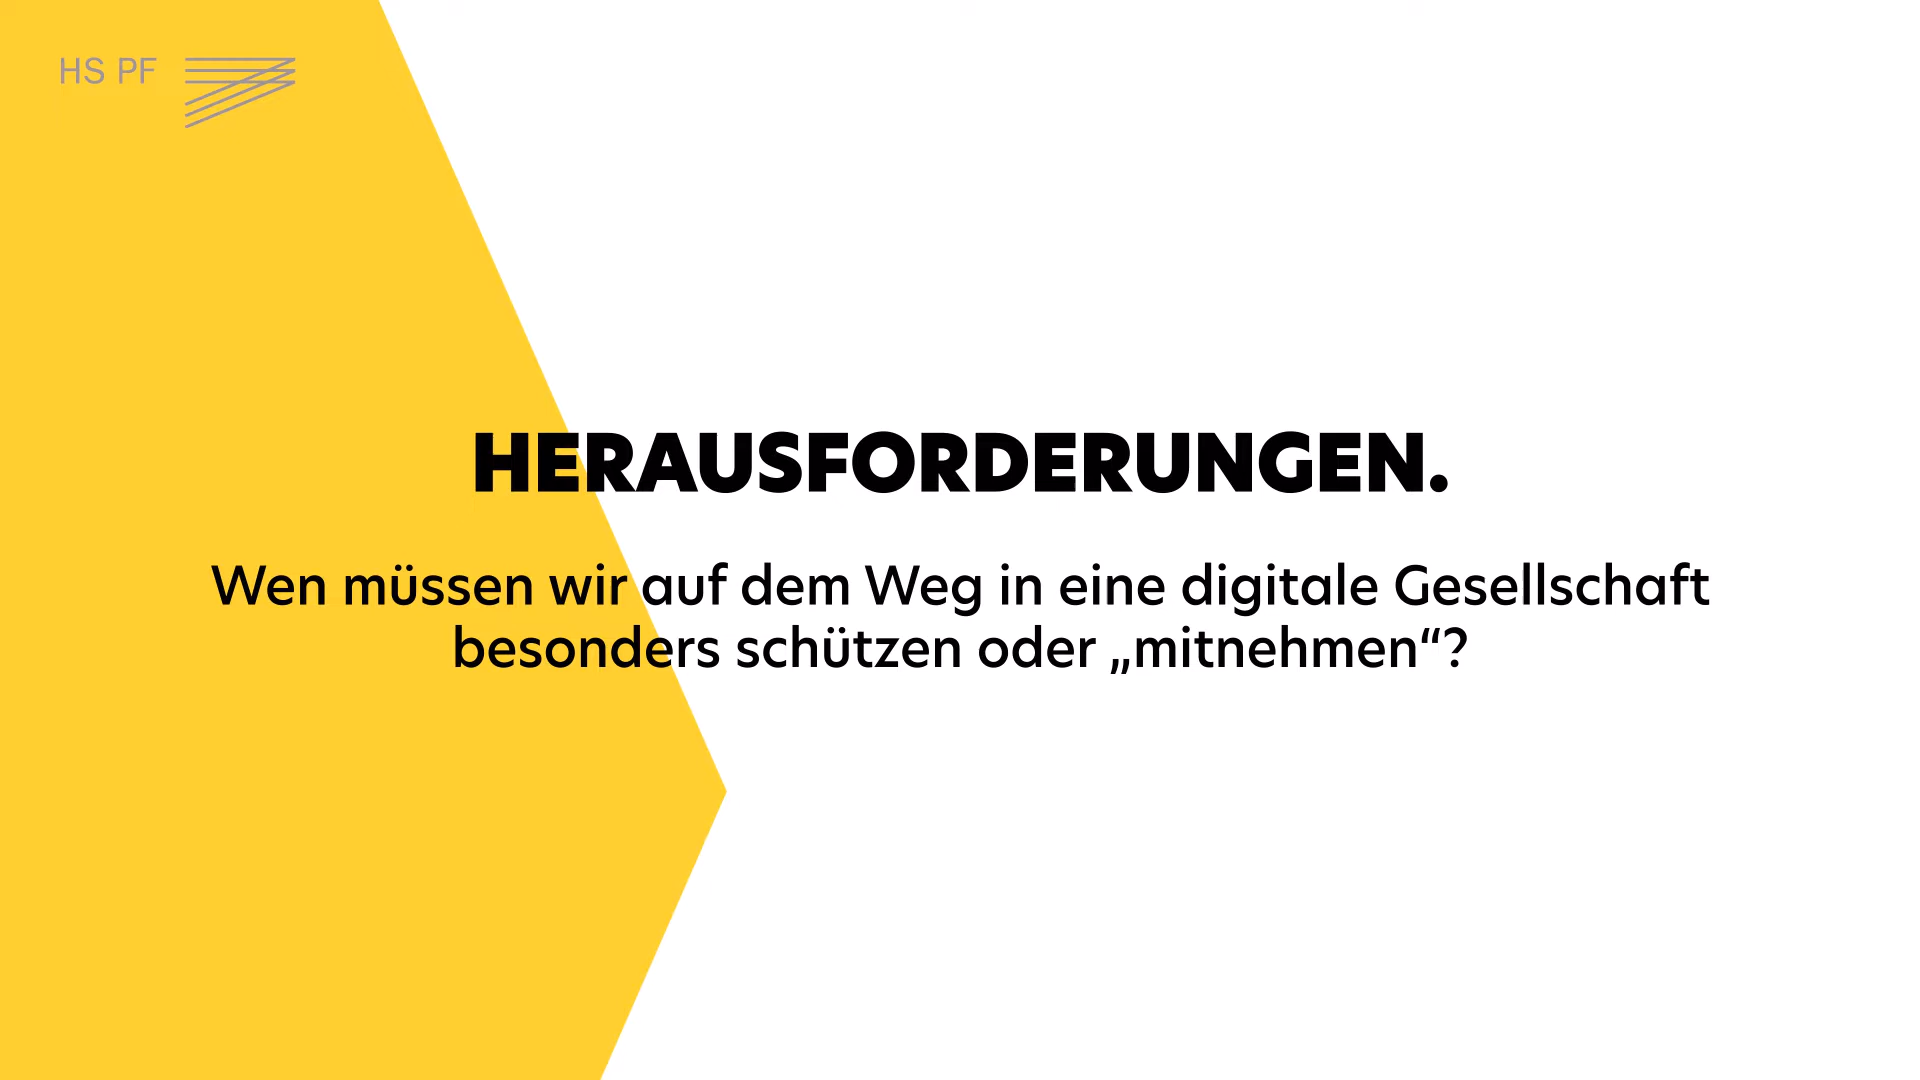 HS PF
HERAUSFORDERUNGEN.
Wen müssen wir auf dem Weg in eine digitale Gesellschaft
besonders schützen oder „mitnehmen“?